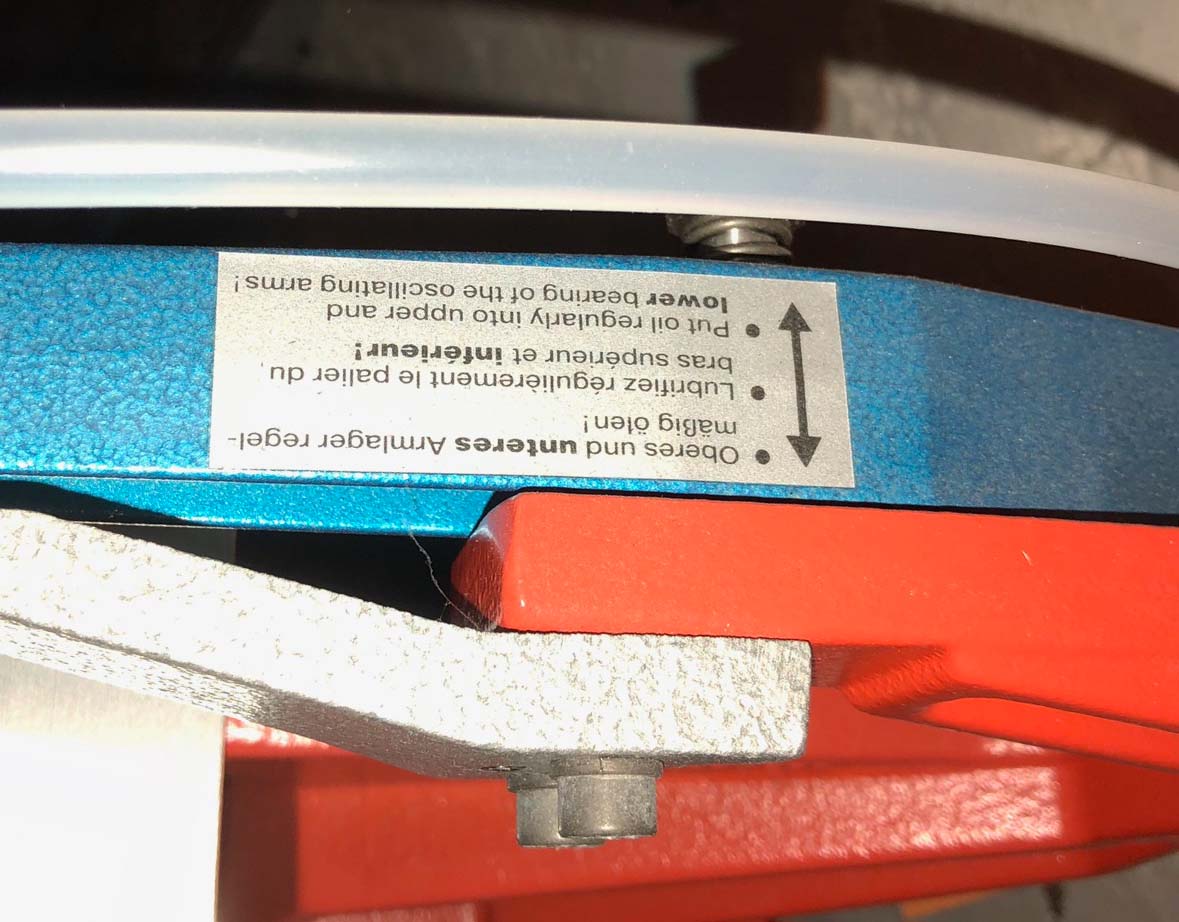 • Oberes und unteres Armlager regel-
mäßig ölen!
• Lubrifiez régulièrement le palier du
bras supérieur et inférieur!
• Put oil regularly into upper and
lower bearing of the oscillating arms!